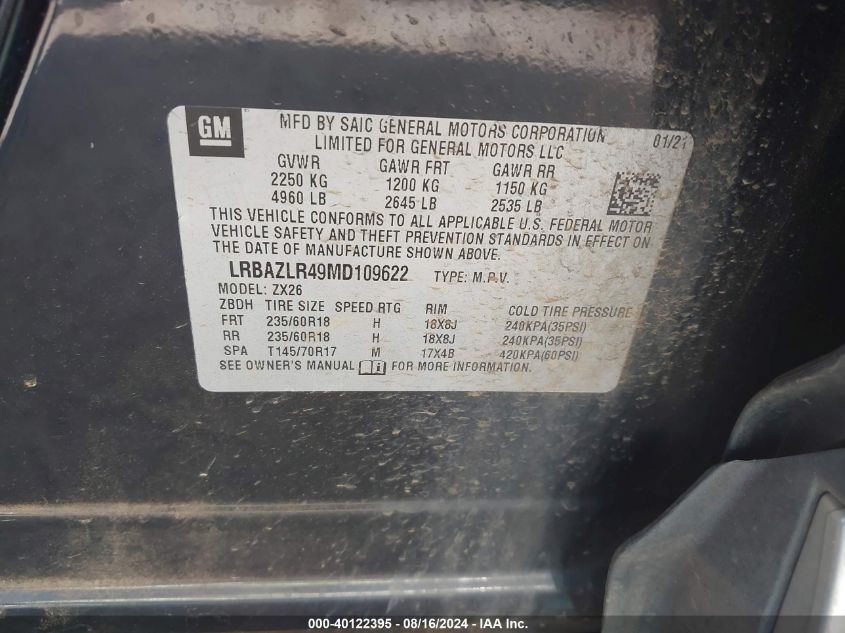 GM
MFD BY SAIC GENERAL MOTORS CORPORATION 01/21
LIMITED FOR GENERAL MOTORS LLC
GVWR GAWR FRT GAWR RR
2250 KG 1200 KG 1150 KG
4960 LB 2645 LB 2535 LB
THIS VEHICLE CONFORMS TO ALL APPLICABLE U.S. FEDERAL MOTOR
VEHICLE SAFETY AND THEFT PREVENTION STANDARDS IN EFFECT ON
THE DATE OF MANUFACTURE SHOWN ABOVE.
LRBAZLR49MD109622 TYPE: M.P.V.
MODEL: ZX26
ZBDH TIRE SIZE SPEED RTG RIM COLD TIRE PRESSURE
FRT 235/60R18 H 18X8J 240KPA(35PSI)
RR 235/60R18 H 18X8J 240KPA(35PSI)
SPA T145/70R17 M 17X4B 420KPA(60PSI)
SEE OWNER'S MANUAL FOR MORE INFORMATION.
000-40122395 - 08/16/2024 - IAA Inc.